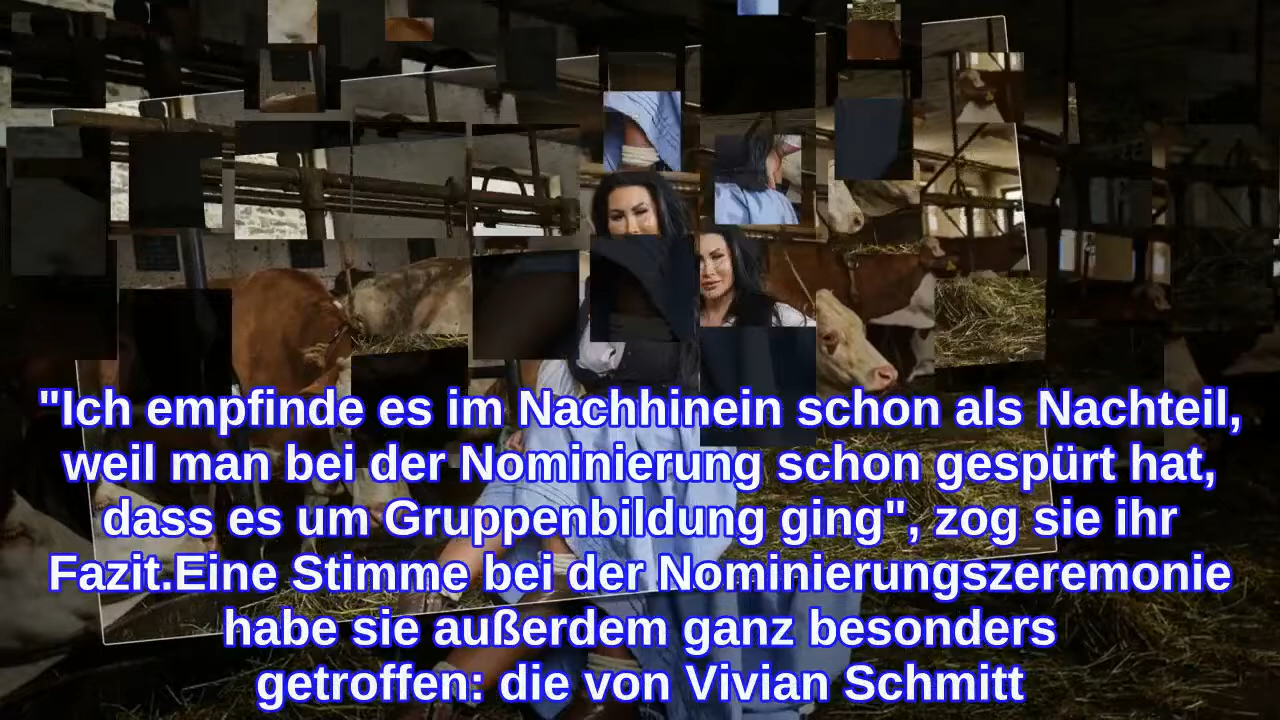 "Ich empfinde es im Nachhinein schon als Nachteil,
weil man bei der Nominierung schon gespürt hat,
dass es um Gruppenbildung ging", zog sie ihr
Fazit.Eine Stimme bei der Nominierungszeremonie
habe sie außerdem ganz besonders
getroffen: die von Vivian Schmitt